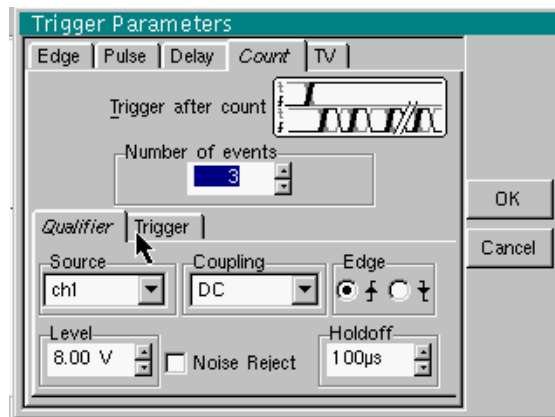 Trigger Parameters
Edge Pulse Delay Count TV
Trigger after count
Number of events
3
OK
Qualifier Trigger
Cancel
Source Coupling Edge
ch1 DC
Level Holdoff
8.00 V Noise Reject 100µs